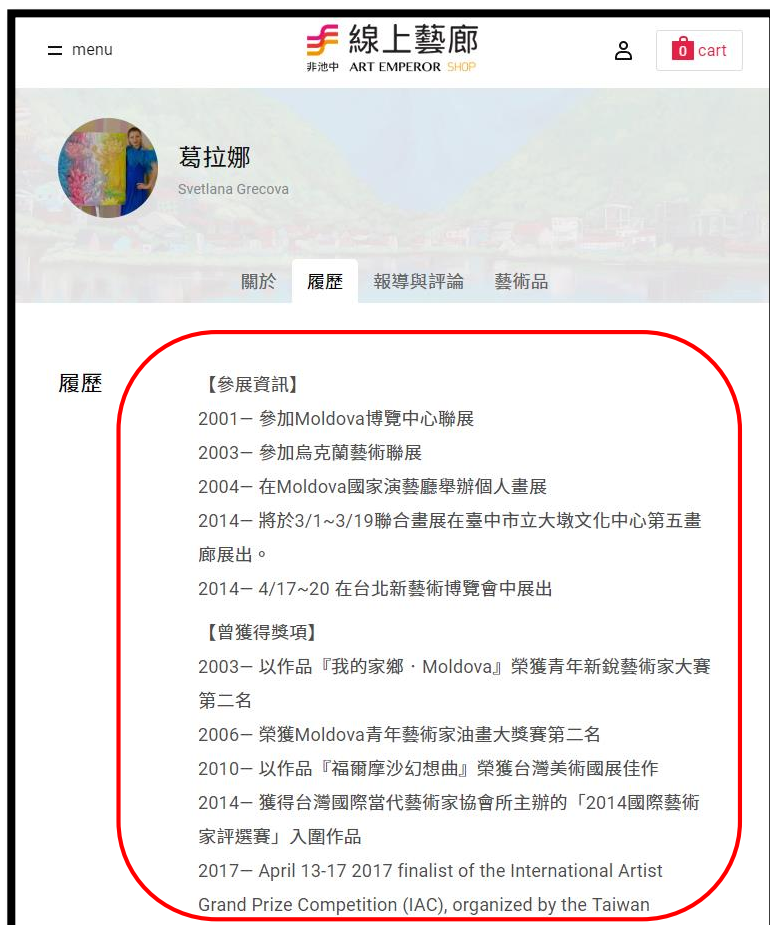 menu
線上藝廊
非池中 ART EMPEROR SHOP
0 cart
葛拉娜
Svetlana Grecova
關於 履歷 報導與評論 藝術品
履歷
【參展資訊】
2001— 參加Moldova博覽中心聯展
2003— 參加烏克蘭藝術聯展
2004— 在Moldova國家演藝廳舉辦個人畫展
2014— 將於3/1~3/19聯合畫展在臺中市立大墩文化中心第五畫
廊展出。
2014— 4/17~20 在台北新藝術博覽會中展出
【曾獲得獎項】
2003— 以作品『我的家鄉‧Moldova』榮獲青年新銳藝術家大賽
第二名
2006— 榮獲Moldova青年藝術家油畫大獎賽第二名
2010— 以作品『福爾摩沙幻想曲』榮獲台灣美術國展佳作
2014— 獲得台灣國際當代藝術家協會所主辦的「2014國際藝術
家評選賽」入圍作品
2017— April 13-17 2017 finalist of the International Artist
Grand Prize Competition (IAC), organized by the Taiwan